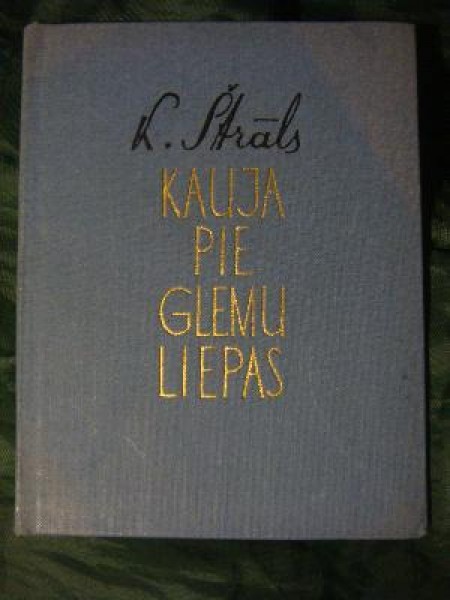 K. Štrāls
KAUJA
PIE
GLEMU
LIEPAS